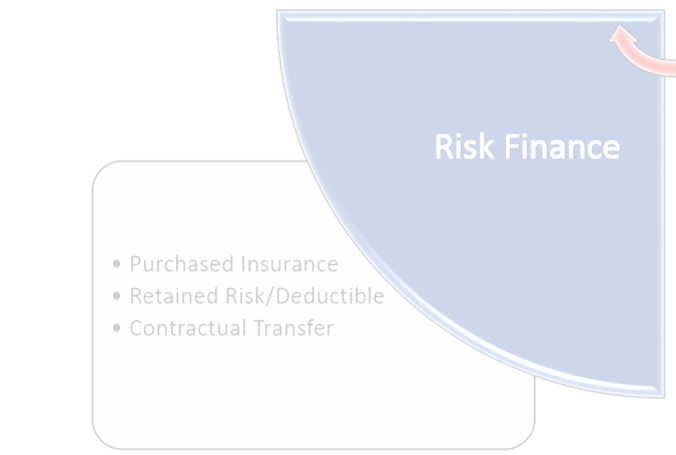 Risk Finance
• Purchased Insurance
• Retained Risk/Deductible
• Contractual Transfer